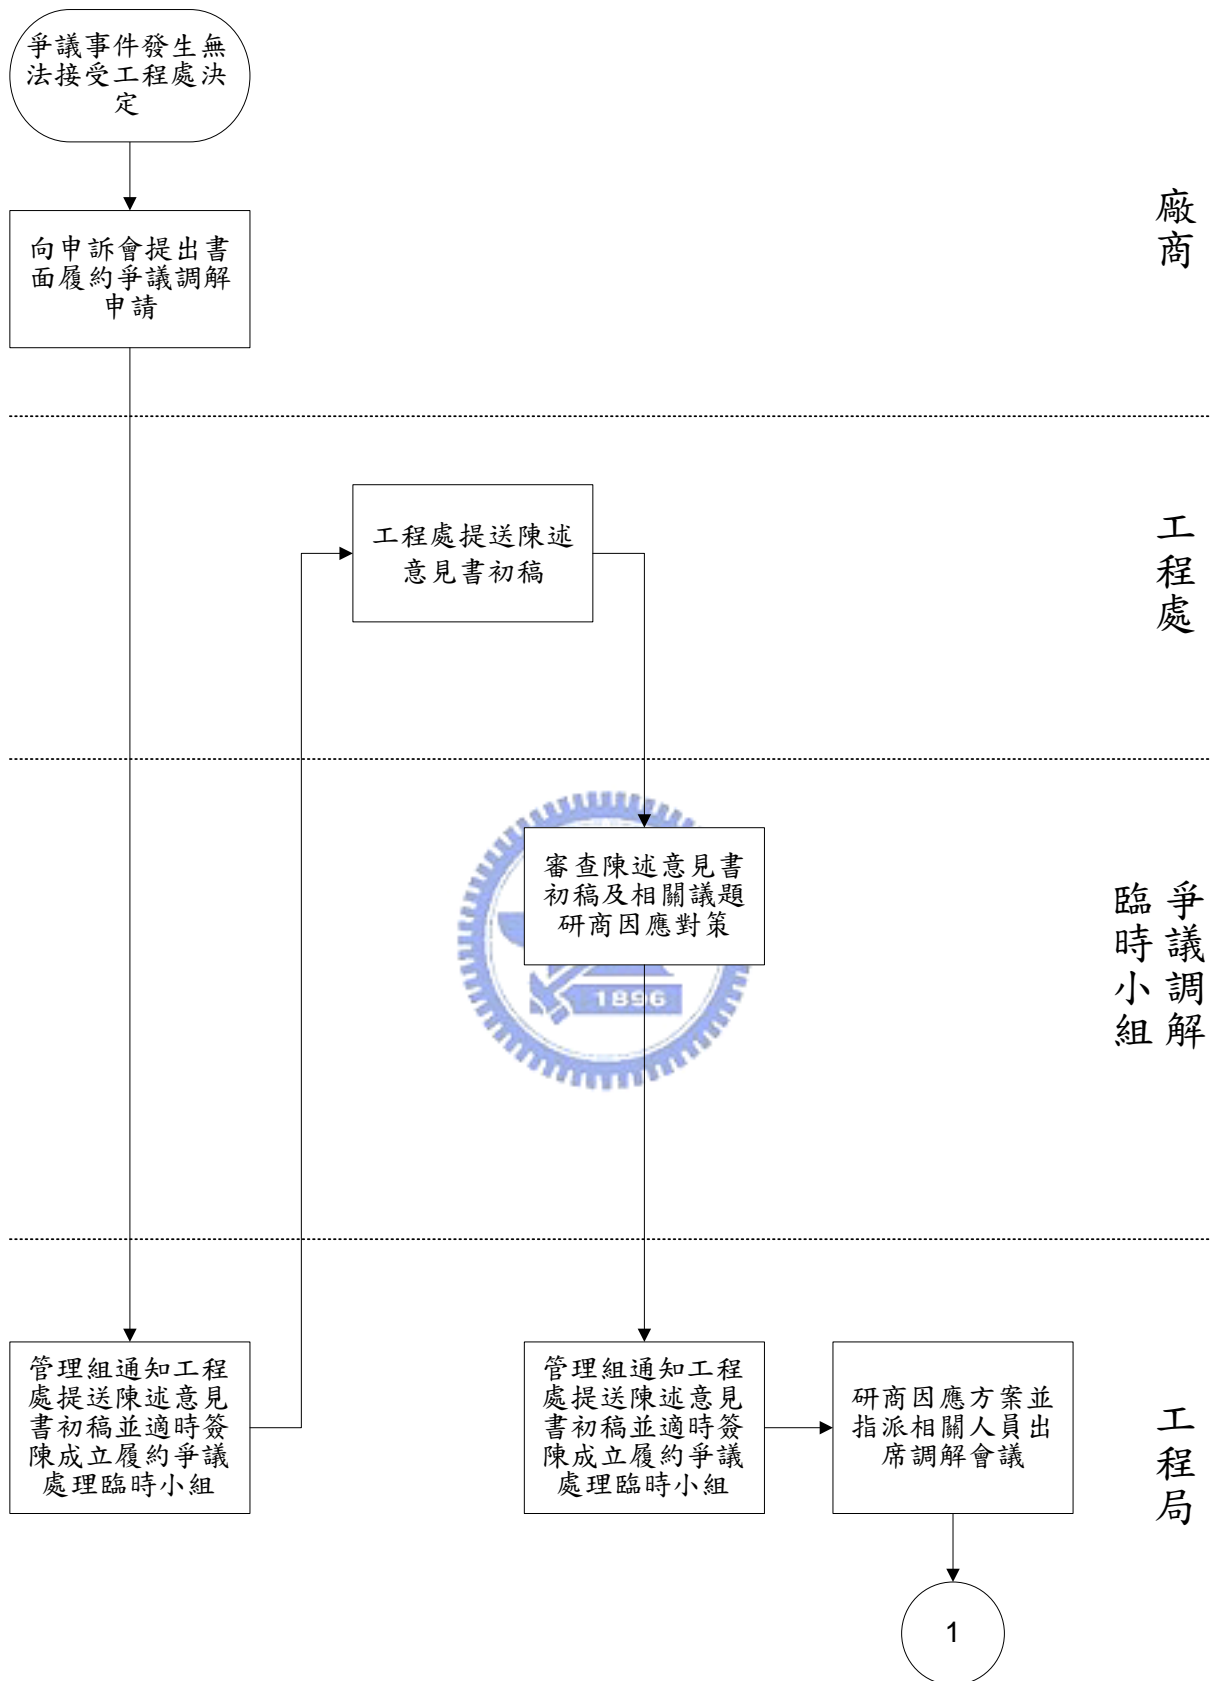 爭議事件發生無
法接受工程處決
定
向申訴會提出書
面履約爭議調解
申請
廠商
工程處提送陳述
意見書初稿
工程處
審查陳述意見書
初稿及相關議題
研商因應對策
1896
爭議調解
臨時小組
管理組通知工程
處提送陳述意見
書初稿並適時簽
陳成立履約爭議
處理臨時小組
管理組通知工程
處提送陳述意見
書初稿並適時簽
陳成立履約爭議
處理臨時小組
研商因應方案並
指派相關人員出
席調解會議
工程局
1